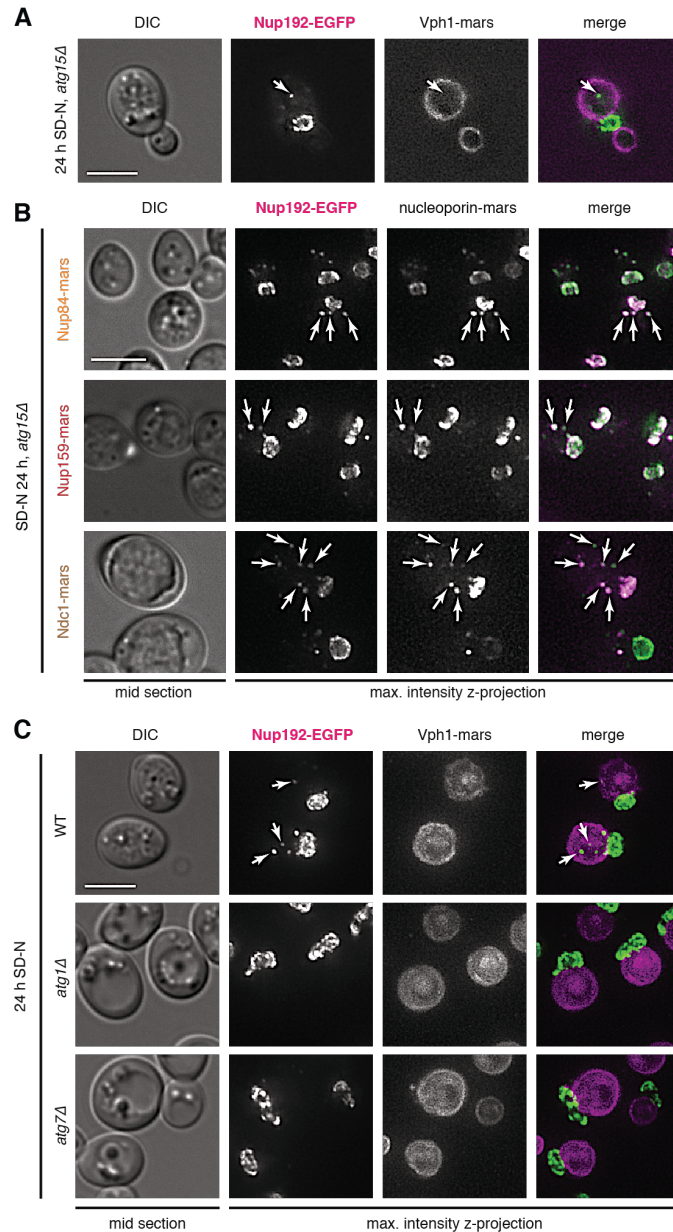 A
DIC
Nup192-EGFP
Vph1-mars
merge
24 h SD-N, atg15Δ
B
DIC
Nup192-EGFP
nucleoporin-mars
merge
SD-N 24 h, atg15Δ
Nup84-mars
Nup159-mars
Ndc1-mars
mid section
max. intensity z-projection
C
DIC
Nup192-EGFP
Vph1-mars
merge
24 h SD-N
WT
atg1Δ
atg7Δ
mid section
max. intensity z-projection